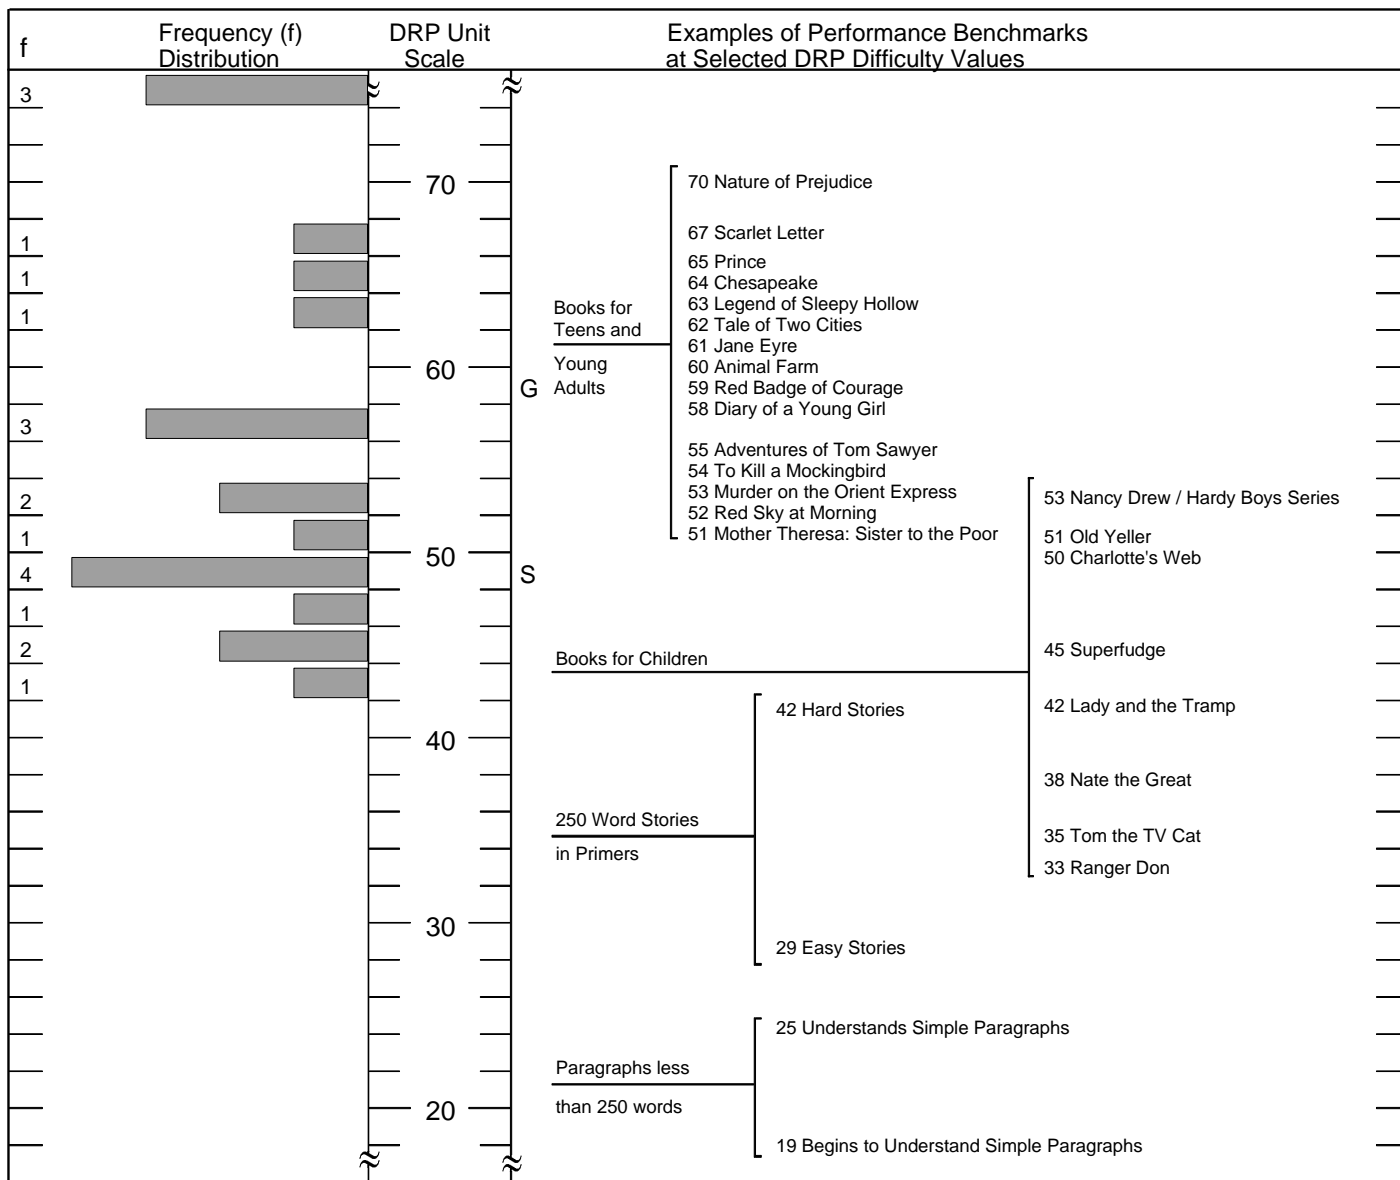 f
Frequency (f)
Distribution
DRP Unit
Scale
Examples of Performance Benchmarks
at Selected DRP Difficulty Values
3
1
1
1
3
2
1
4
1
2
1
70
60
50
40
30
20
G
S
Books for
Teens and
Young
Adults
70 Nature of Prejudice
67 Scarlet Letter
65 Prince
64 Chesapeake
63 Legend of Sleepy Hollow
62 Tale of Two Cities
61 Jane Eyre
60 Animal Farm
59 Red Badge of Courage
58 Diary of a Young Girl
55 Adventures of Tom Sawyer
54 To Kill a Mockingbird
53 Murder on the Orient Express
52 Red Sky at Morning
51 Mother Theresa: Sister to the Poor
Books for Children
53 Nancy Drew / Hardy Boys Series
51 Old Yeller
50 Charlotte's Web
45 Superfudge
42 Lady and the Tramp
38 Nate the Great
35 Tom the TV Cat
33 Ranger Don
250 Word Stories
in Primers
42 Hard Stories
29 Easy Stories
Paragraphs less
than 250 words
25 Understands Simple Paragraphs
19 Begins to Understand Simple Paragraphs